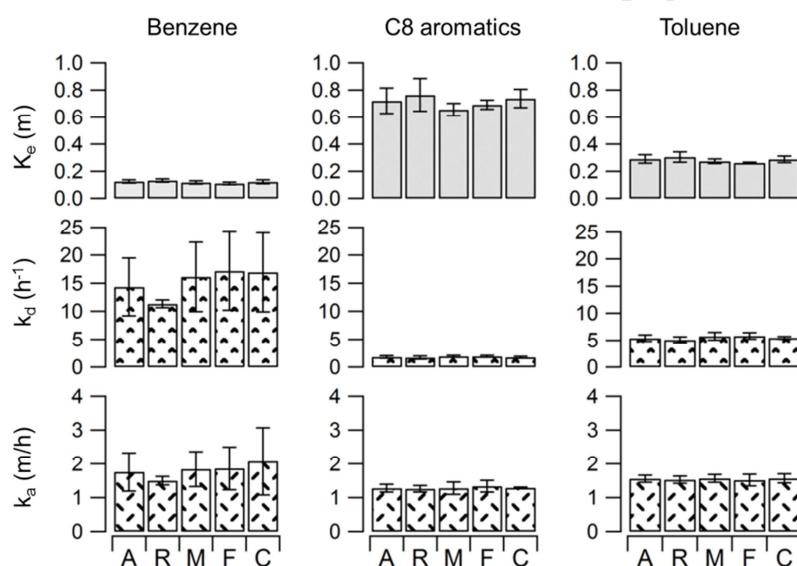 Benzene C8 aromatics Toluene
Kₑ (m)
1.0 1.0 1.0
0.8 0.8 0.8
0.6 0.6 0.6
0.4 0.4 0.4
0.2 0.2 0.2
0.0 0.0 0.0
k_d (h⁻¹)
25 25 25
20 20 20
15 15 15
10 10 10
5 5 5
0 0 0
kₐ (m/h)
4 4 4
3 3 3
2 2 2
1 1 1
0 0 0
A R M F C A R M F C A R M F C